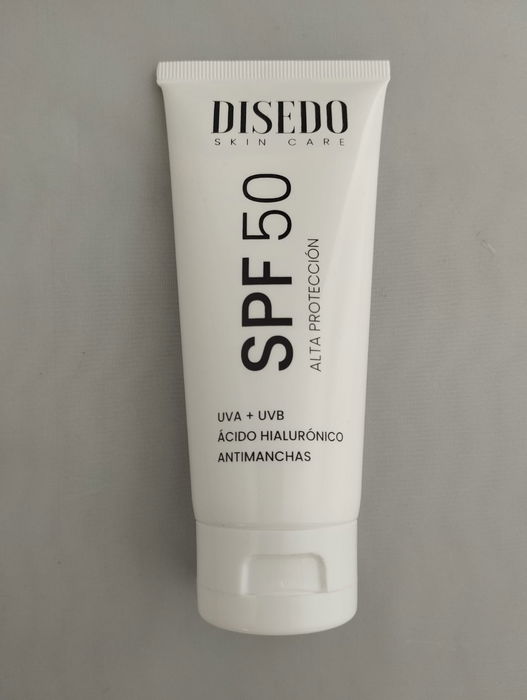 DISEDO
SKIN CARE
SPF 50
ALTA PROTECCIÓN
UVA + UVB
ÁCIDO HIALURÓNICO
ANTIMANCHAS